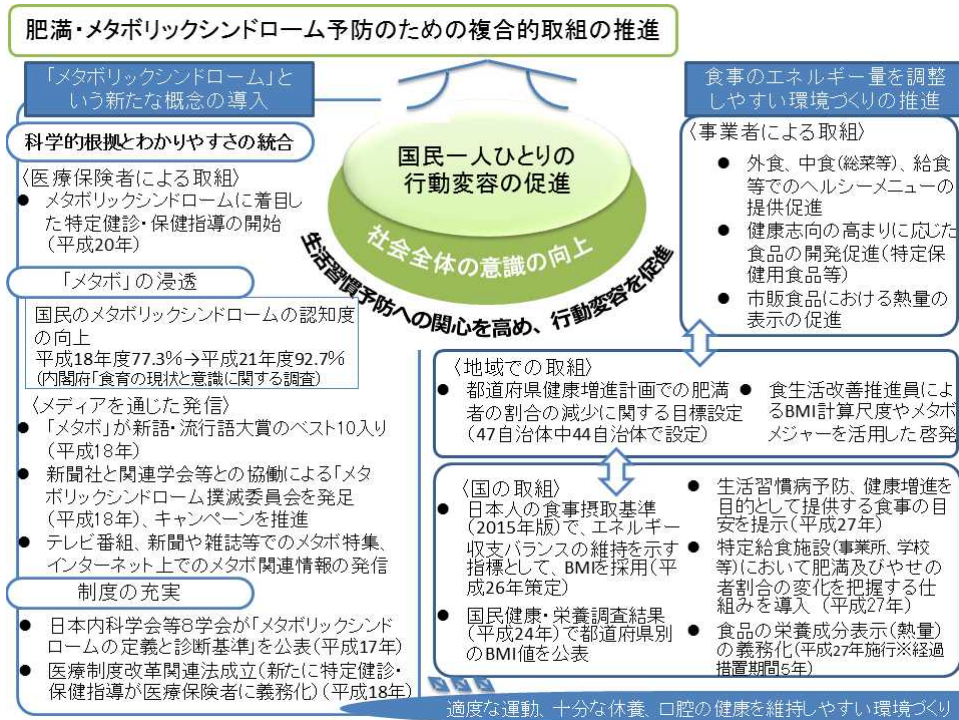 肥満・メタボリックシンドローム予防のための複合的取組の推進
「メタボリックシンドローム」と
いう新たな概念の導入
科学的根拠とわかりやすさの統合
〈医療保険者による取組〉
● メタボリックシンドロームに着目し
た特定健診・保健指導の開始
(平成20年)
「メタボ」の浸透
国民のメタボリックシンドロームの認知度
の向上
平成18年度77.3%→平成21年度92.7%
(内閣府「食育の現状と意識に関する調査)
〈メディアを通じた発信〉
● 「メタボ」が新語・流行語大賞のベスト10入り
(平成18年)
● 新聞社と関連学会等との協働による「メタ
ボリックシンドローム撲滅委員会を発足
(平成18年)、キャンペーンを推進
● テレビ番組、新聞や雑誌等でのメタボ特集、
インターネット上でのメタボ関連情報の発信
制度の充実
● 日本内科学会等8学会が「メタボリックシンド
ロームの定義と診断基準」を公表(平成17年)
● 医療制度改革関連法成立(新たに特定健診・
保健指導が医療保険者に義務化)(平成18年)
国民一人ひとりの
行動変容の促進
社会全体の意識の向上
生活習慣予防への関心を高め、行動変容を促進
食事のエネルギー量を調整
しやすい環境づくりの推進
〈事業者による取組〉
● 外食、中食(総菜等)、給食
等でのヘルシーメニューの
提供促進
● 健康志向の高まりに応じた
食品の開発促進(特定保
健用食品等)
● 市販食品における熱量の
表示の促進
〈地域での取組〉
● 都道府県健康増進計画での肥満
者の割合の減少に関する目標設定
(47自治体中44自治体で設定)
● 食生活改善推進員によ
るBMI計算尺度やメタボ
メジャーを活用した啓発
〈国の取組〉
● 日本人の食事摂取基準
(2015年版)で、エネルギー
収支バランスの維持を示す
指標として、BMIを採用(平
成26年策定)
● 国民健康・栄養調査結果
(平成24年)で都道府県別
のBMI値を公表
● 生活習慣病予防、健康増進を
目的として提供する食事の目
安を提示(平成27年)
● 特定給食施設(事業所、学校
等)において肥満及びやせの
者割合の変化を把握する仕
組みを導入 (平成27年)
● 食品の栄養成分表示(熱量)
の義務化(平成27年施行※経過
措置期間5年)
適度な運動、十分な休養、口腔の健康を維持しやすい環境づくり